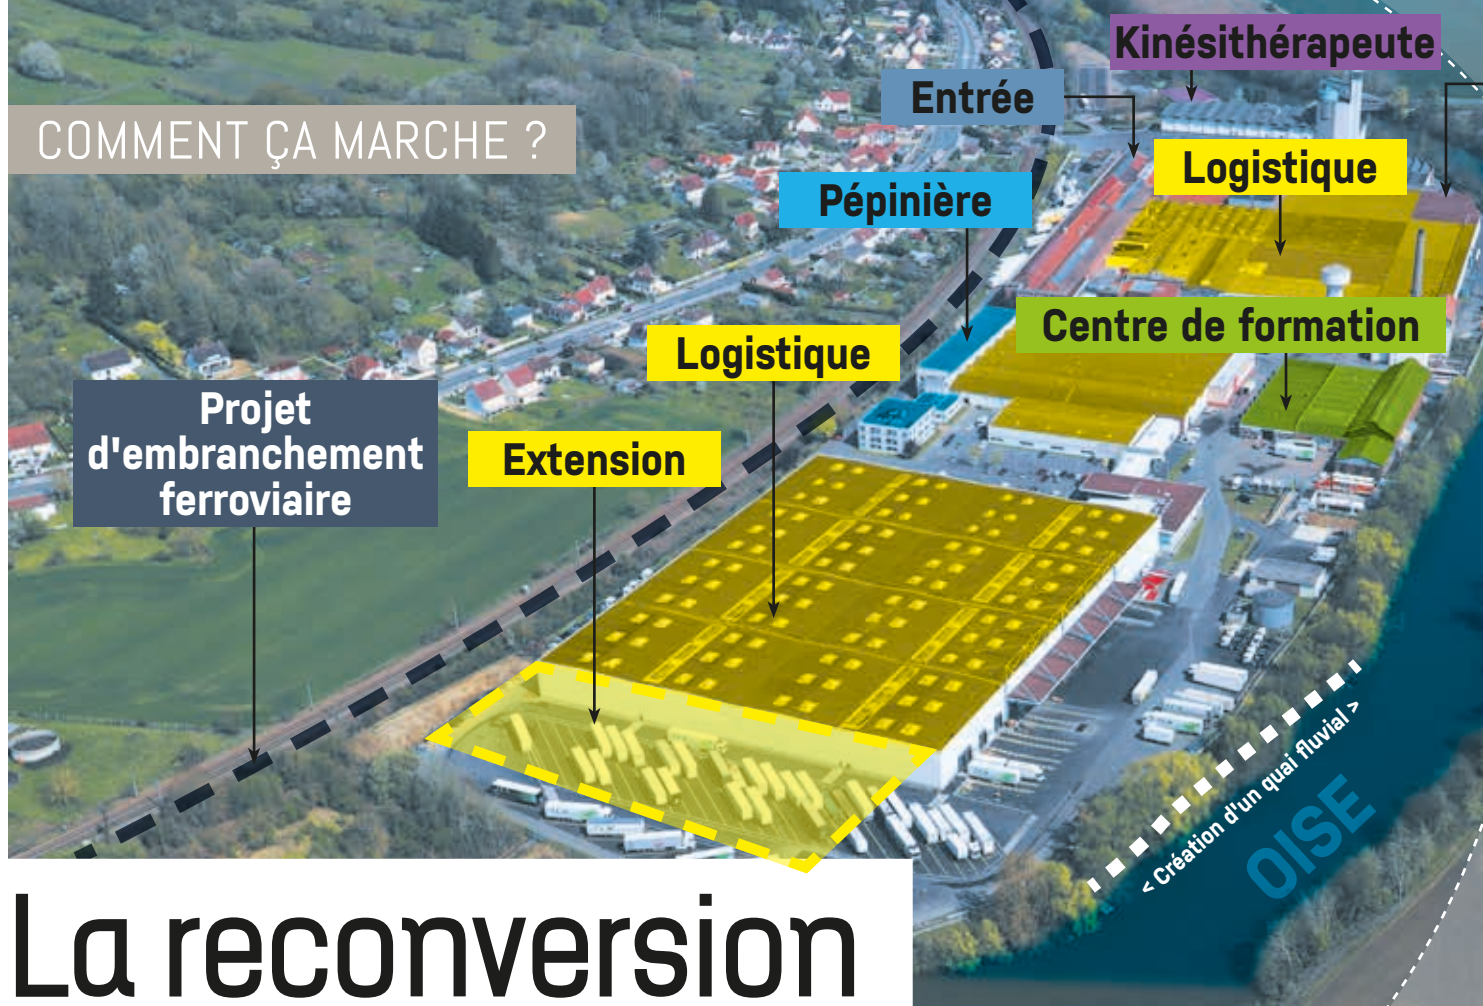 Kinésithérapeute
Entrée
COMMENT ÇA MARCHE ?
Logistique
Pépinière
Centre de formation
Logistique
Projet
d'embranchement
ferroviaire
Extension
< Création d'un quai fluvial >
OISE
La reconversion